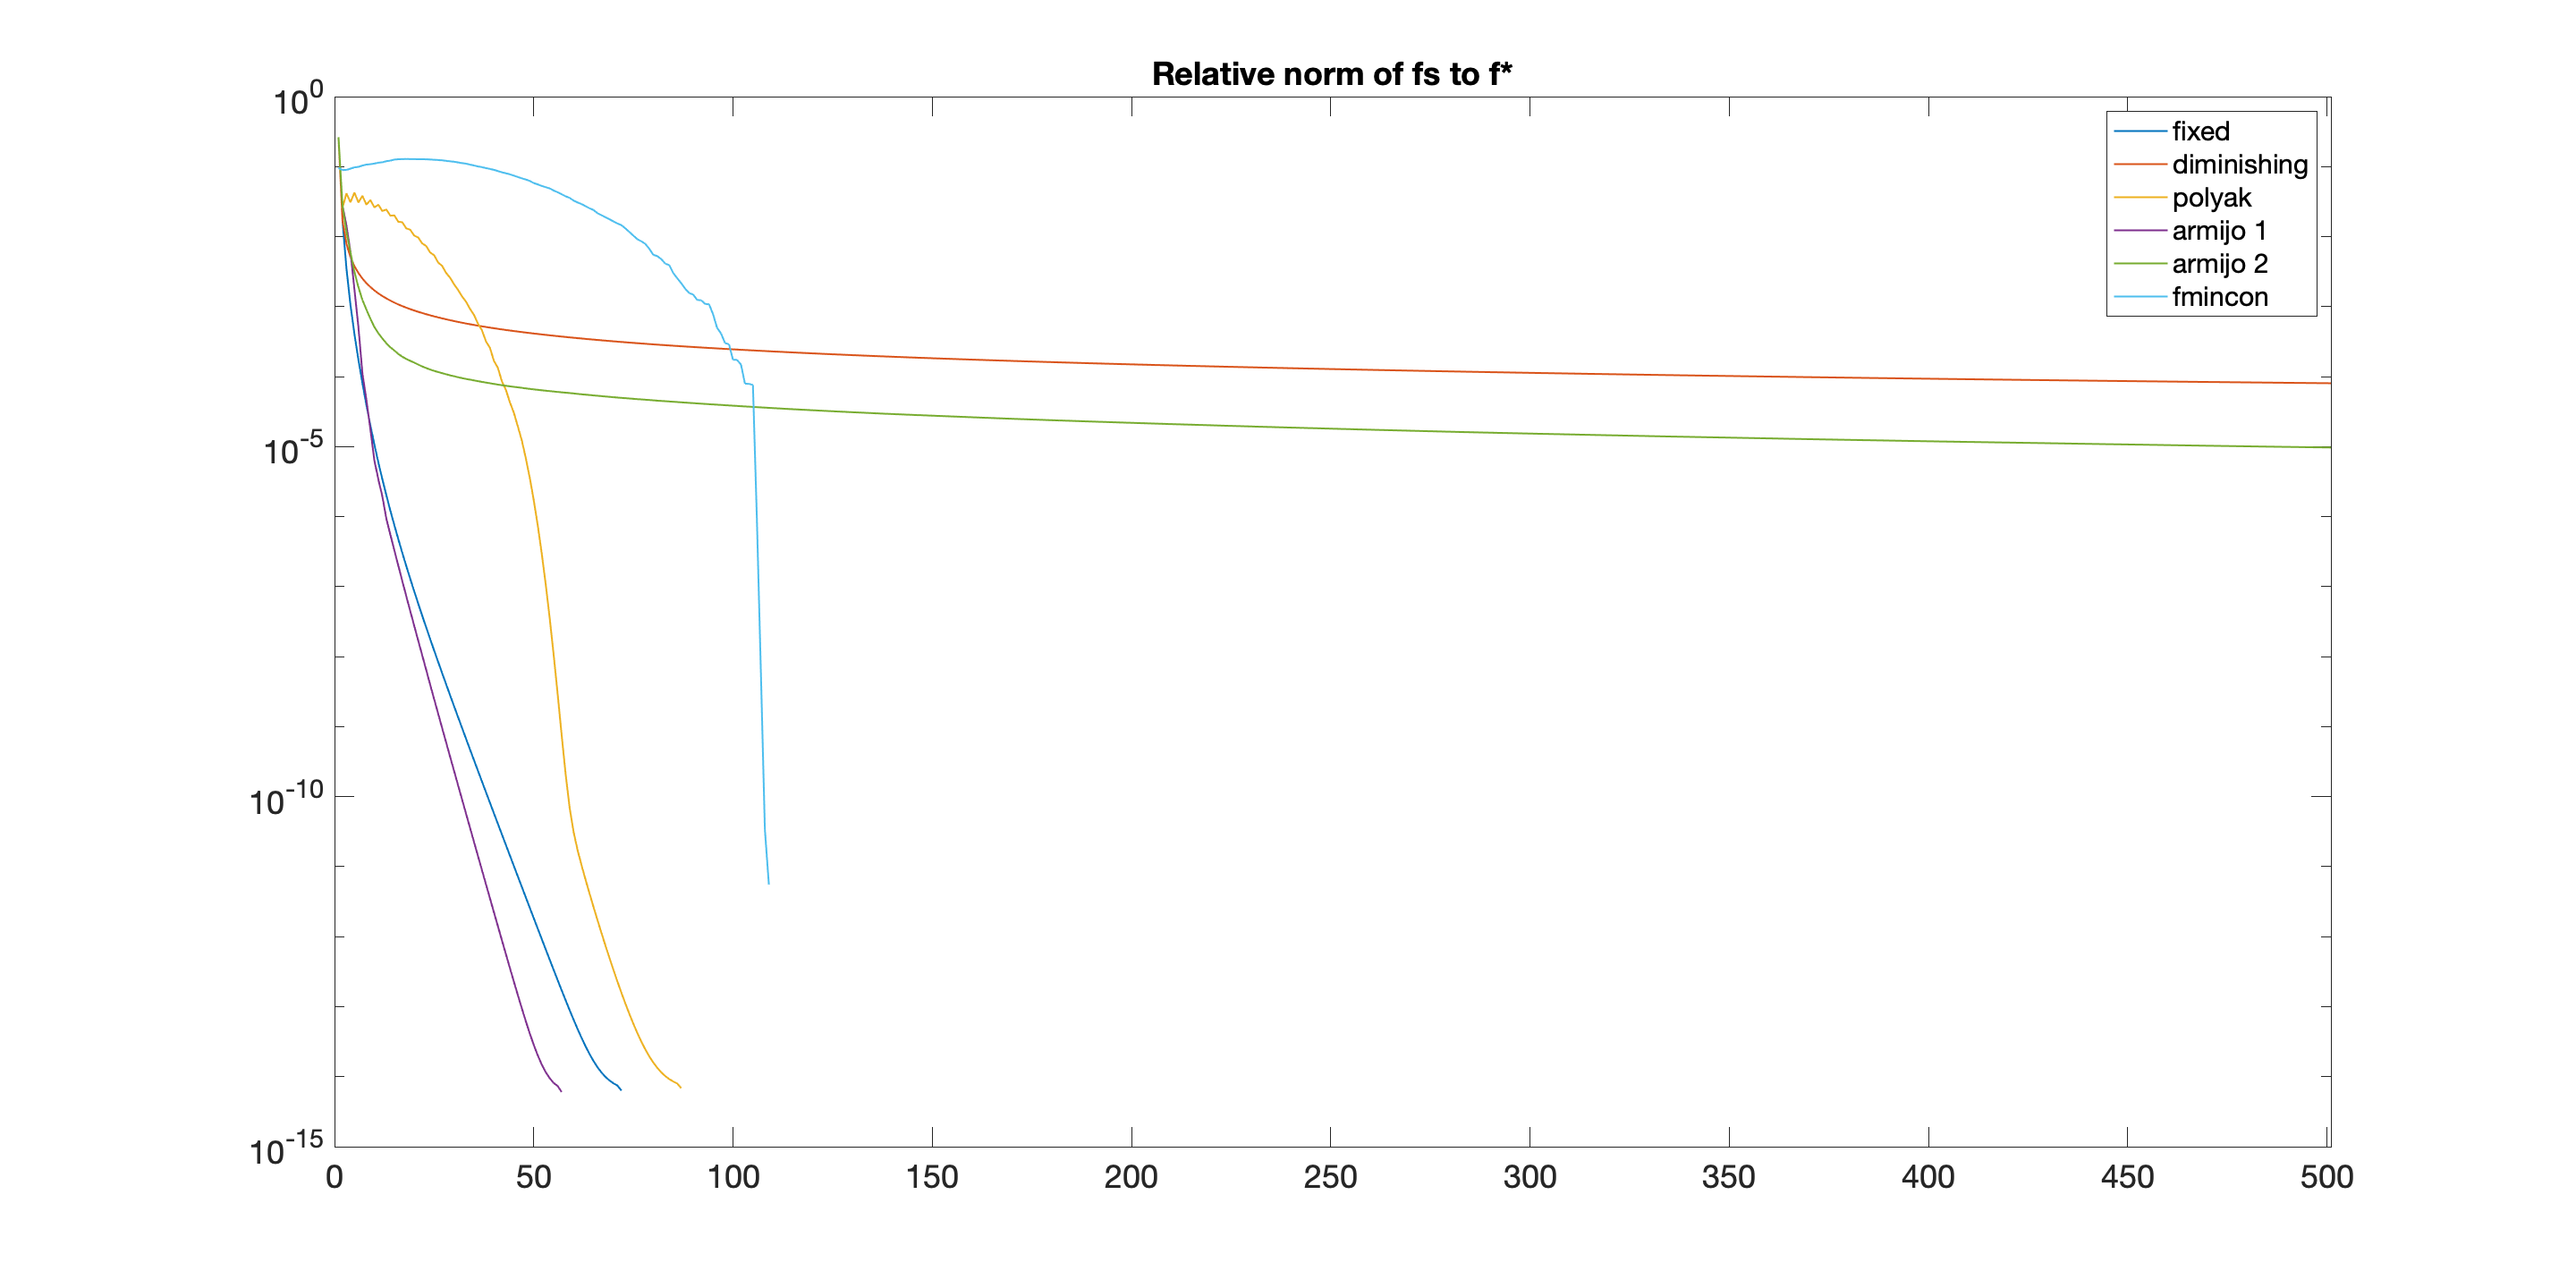 Relative norm of fs to f*
10^0
10^-5
10^-10
10^-15
0 50 100 150 200 250 300 350 400 450 500
fixed
diminishing
polyak
armijo 1
armijo 2
fmincon